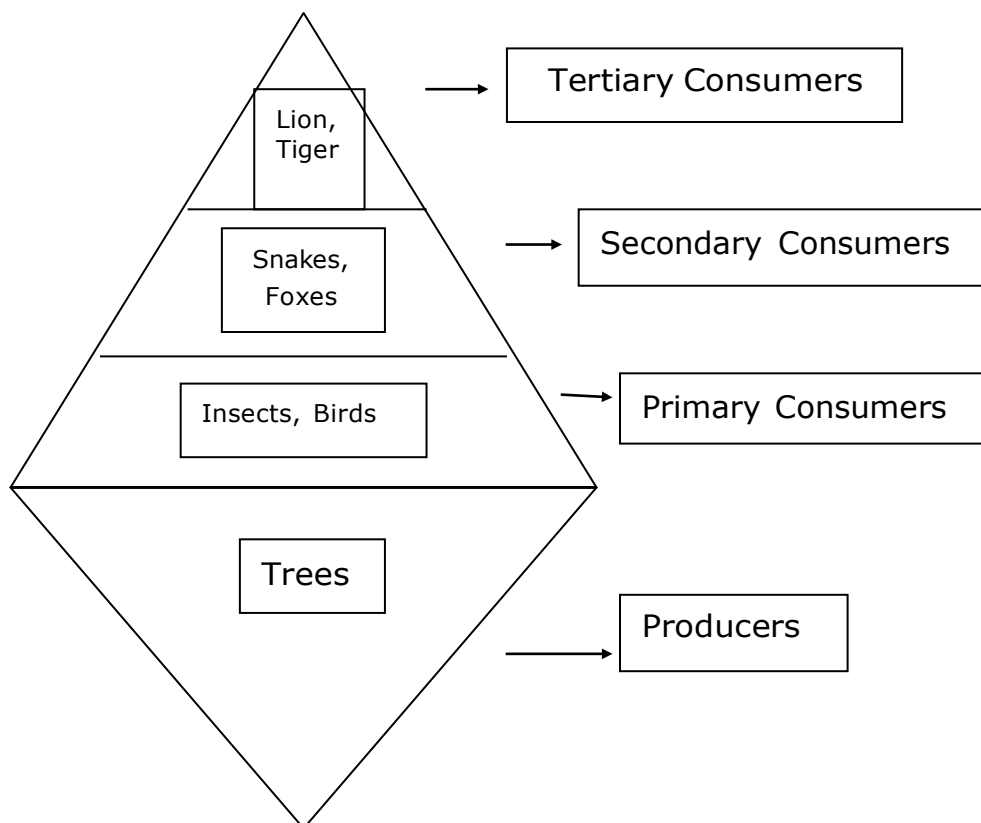 Tertiary Consumers
Lion,
Tiger
Secondary Consumers
Snakes,
Foxes
Primary Consumers
Insects, Birds
Trees
Producers